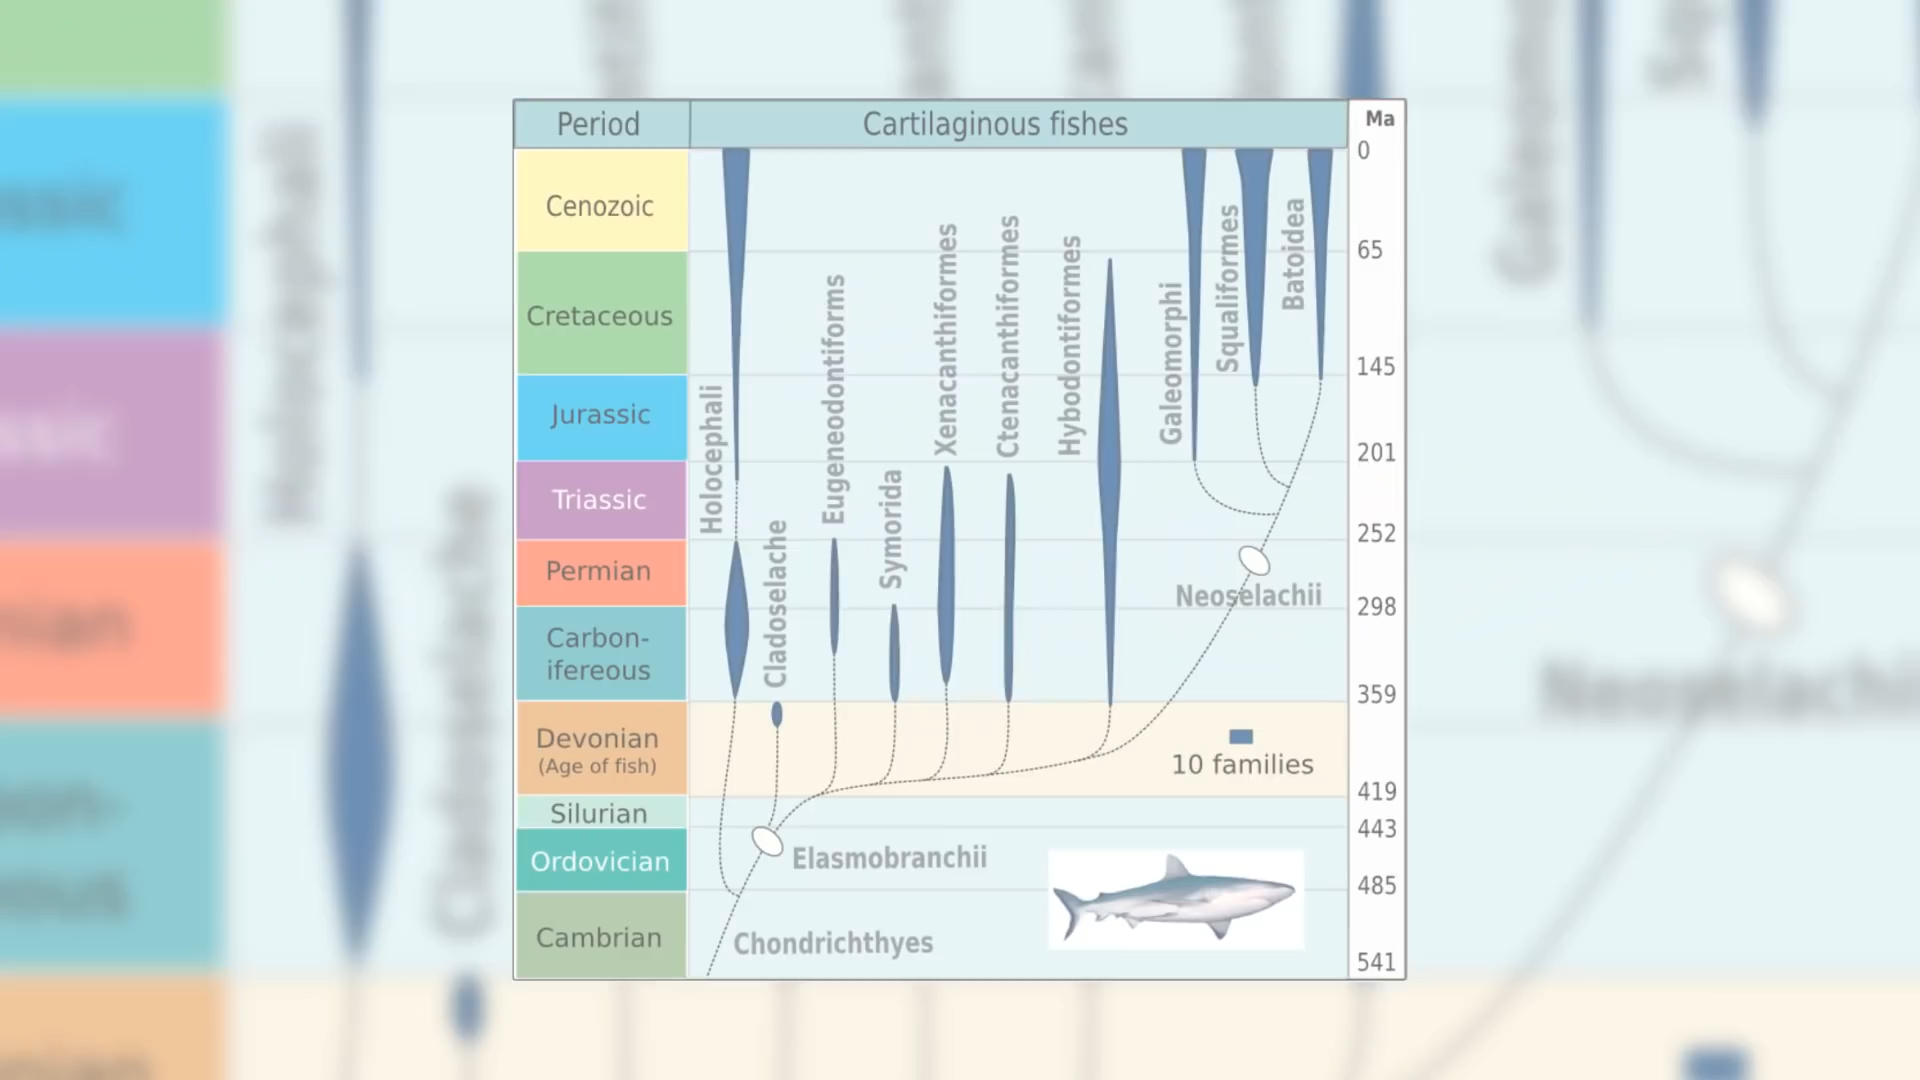 Period
Cartilaginous fishes
Ma
0
Cenozoic
65
Cretaceous
145
Jurassic
201
Triassic
252
Permian
298
Carbon-
ifereous
359
Devonian
(Age of fish)
419
Silurian
443
Ordovician
485
Cambrian
541
Holocephali
Cladoselache
Eugeneodontiforms
Symorida
Xenacanthiformes
Ctenacanthiformes
Hybodontiformes
Galeomorphi
Squaliformes
Batoidea
Neoselachii
10 families
Elasmobranchii
Chondrichthyes